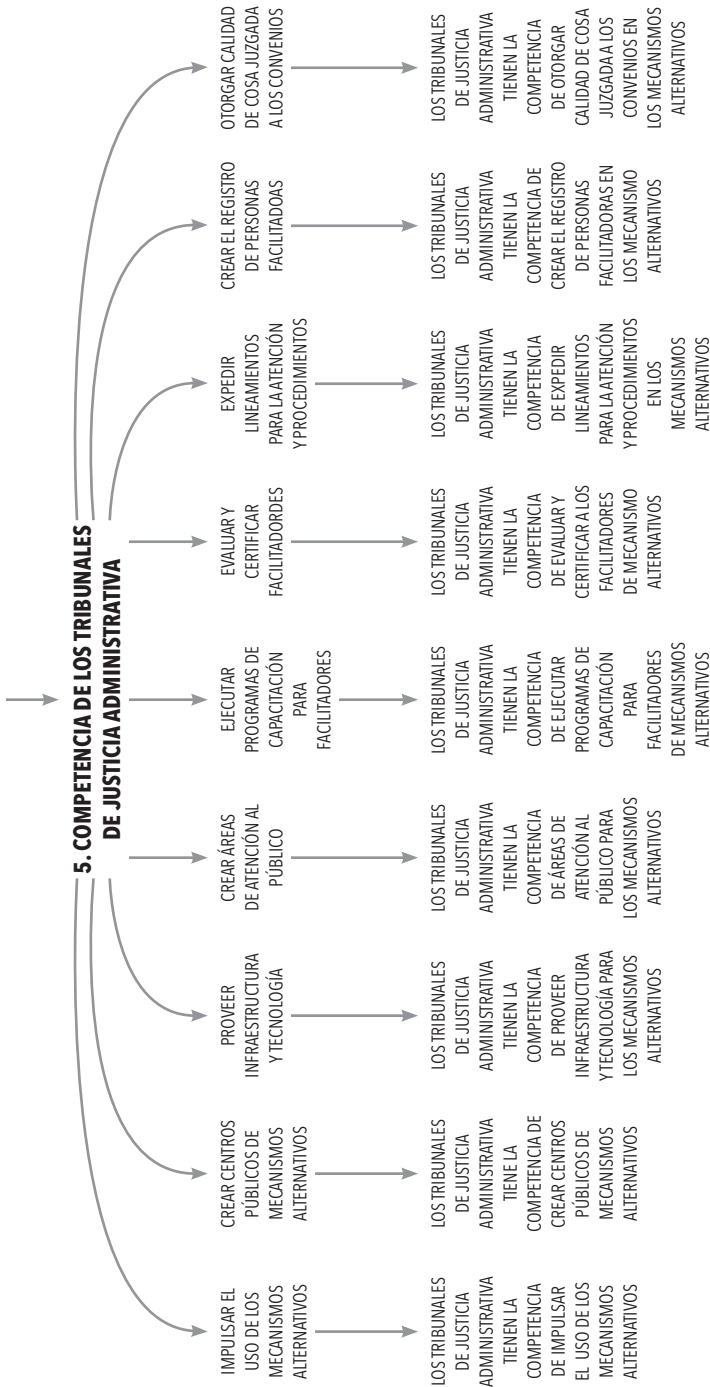 5. COMPETENCIA DE LOS TRIBUNALES
DE JUSTICIA ADMINISTRATIVA
IMPULSAR EL
USO DE LOS
MECANISMOS
ALTERNATIVOS
CREAR CENTROS
PÚBLICOS DE
MECANISMOS
ALTERNATIVOS
PROVEER
INFRAESTRUCTURA
Y TECNOLOGÍA
CREAR ÁREAS
DE ATENCIÓN AL
PÚBLICO
EJECUTAR
PROGRAMAS DE
CAPACITACIÓN
PARA
FACILITADORES
EVALUAR Y
CERTIFICAR
FACILITADORDES
EXPEDIR
LINEAMIENTOS
PARA LA ATENCIÓN
Y PROCEDIMIENTOS
CREAR EL REGISTRO
DE PERSONAS
FACILITADOAS
OTORGAR CALIDAD
DE COSA JUZGADA
A LOS CONVENIOS
LOS TRIBUNALES
DE JUSTICIA
ADMINISTRATIVA
TIENEN LA
COMPETENCIA
DE IMPULSAR
EL USO DE LOS
MECANISMOS
ALTERNATIVOS
LOS TRIBUNALES
DE JUSTICIA
ADMINISTRATIVA
TIENE LA
COMPETENCIA DE
CREAR CENTROS
PÚBLICOS DE
MECANISMOS
ALTERNATIVOS
LOS TRIBUNALES
DE JUSTICIA
ADMINISTRATIVA
TIENEN LA
COMPETENCIA
DE PROVEER
INFRAESTRUCTURA
Y TECNOLOGÍA PARA
LOS MECANISMOS
ALTERNATIVOS
LOS TRIBUNALES
DE JUSTICIA
ADMINISTRATIVA
TIENEN LA
COMPETENCIA
DE ÁREAS DE
ATENCIÓN AL
PÚBLICO PARA
LOS MECANISMOS
ALTERNATIVOS
LOS TRIBUNALES
DE JUSTICIA
ADMINISTRATIVA
TIENEN LA
COMPETENCIA
DE EJECUTAR
PROGRAMAS DE
CAPACITACIÓN
PARA
FACILITADORES
DE MECANISMOS
ALTERNATIVOS
LOS TRIBUNALES
DE JUSTICIA
ADMINISTRATIVA
TIENEN LA
COMPETENCIA
DE EVALUAR Y
CERTIFICAR A LOS
FACILITADORES
DE MECANISMO
ALTERNATIVOS
LOS TRIBUNALES
DE JUSTICIA
ADMINISTRATIVA
TIENEN LA
COMPETENCIA
DE EXPEDIR
LINEAMIENTOS
PARA LA ATENCIÓN
Y PROCEDIMIENTOS
EN LOS
MECANISMOS
ALTERNATIVOS
LOS TRIBUNALES
DE JUSTICIA
ADMINISTRATIVA
TIENEN LA
COMPETENCIA DE
CREAR EL REGISTRO
DE PERSONAS
FACILITADORAS EN
LOS MECANISMO
ALTERNATIVOS
LOS TRIBUNALES
DE JUSTICIA
ADMINISTRATIVA
TIENEN LA
COMPETENCIA
DE OTORGAR
CALIDAD DE COSA
JUZGADA A LOS
CONVENIOS EN
LOS MECANISMOS
ALTERNATIVOS